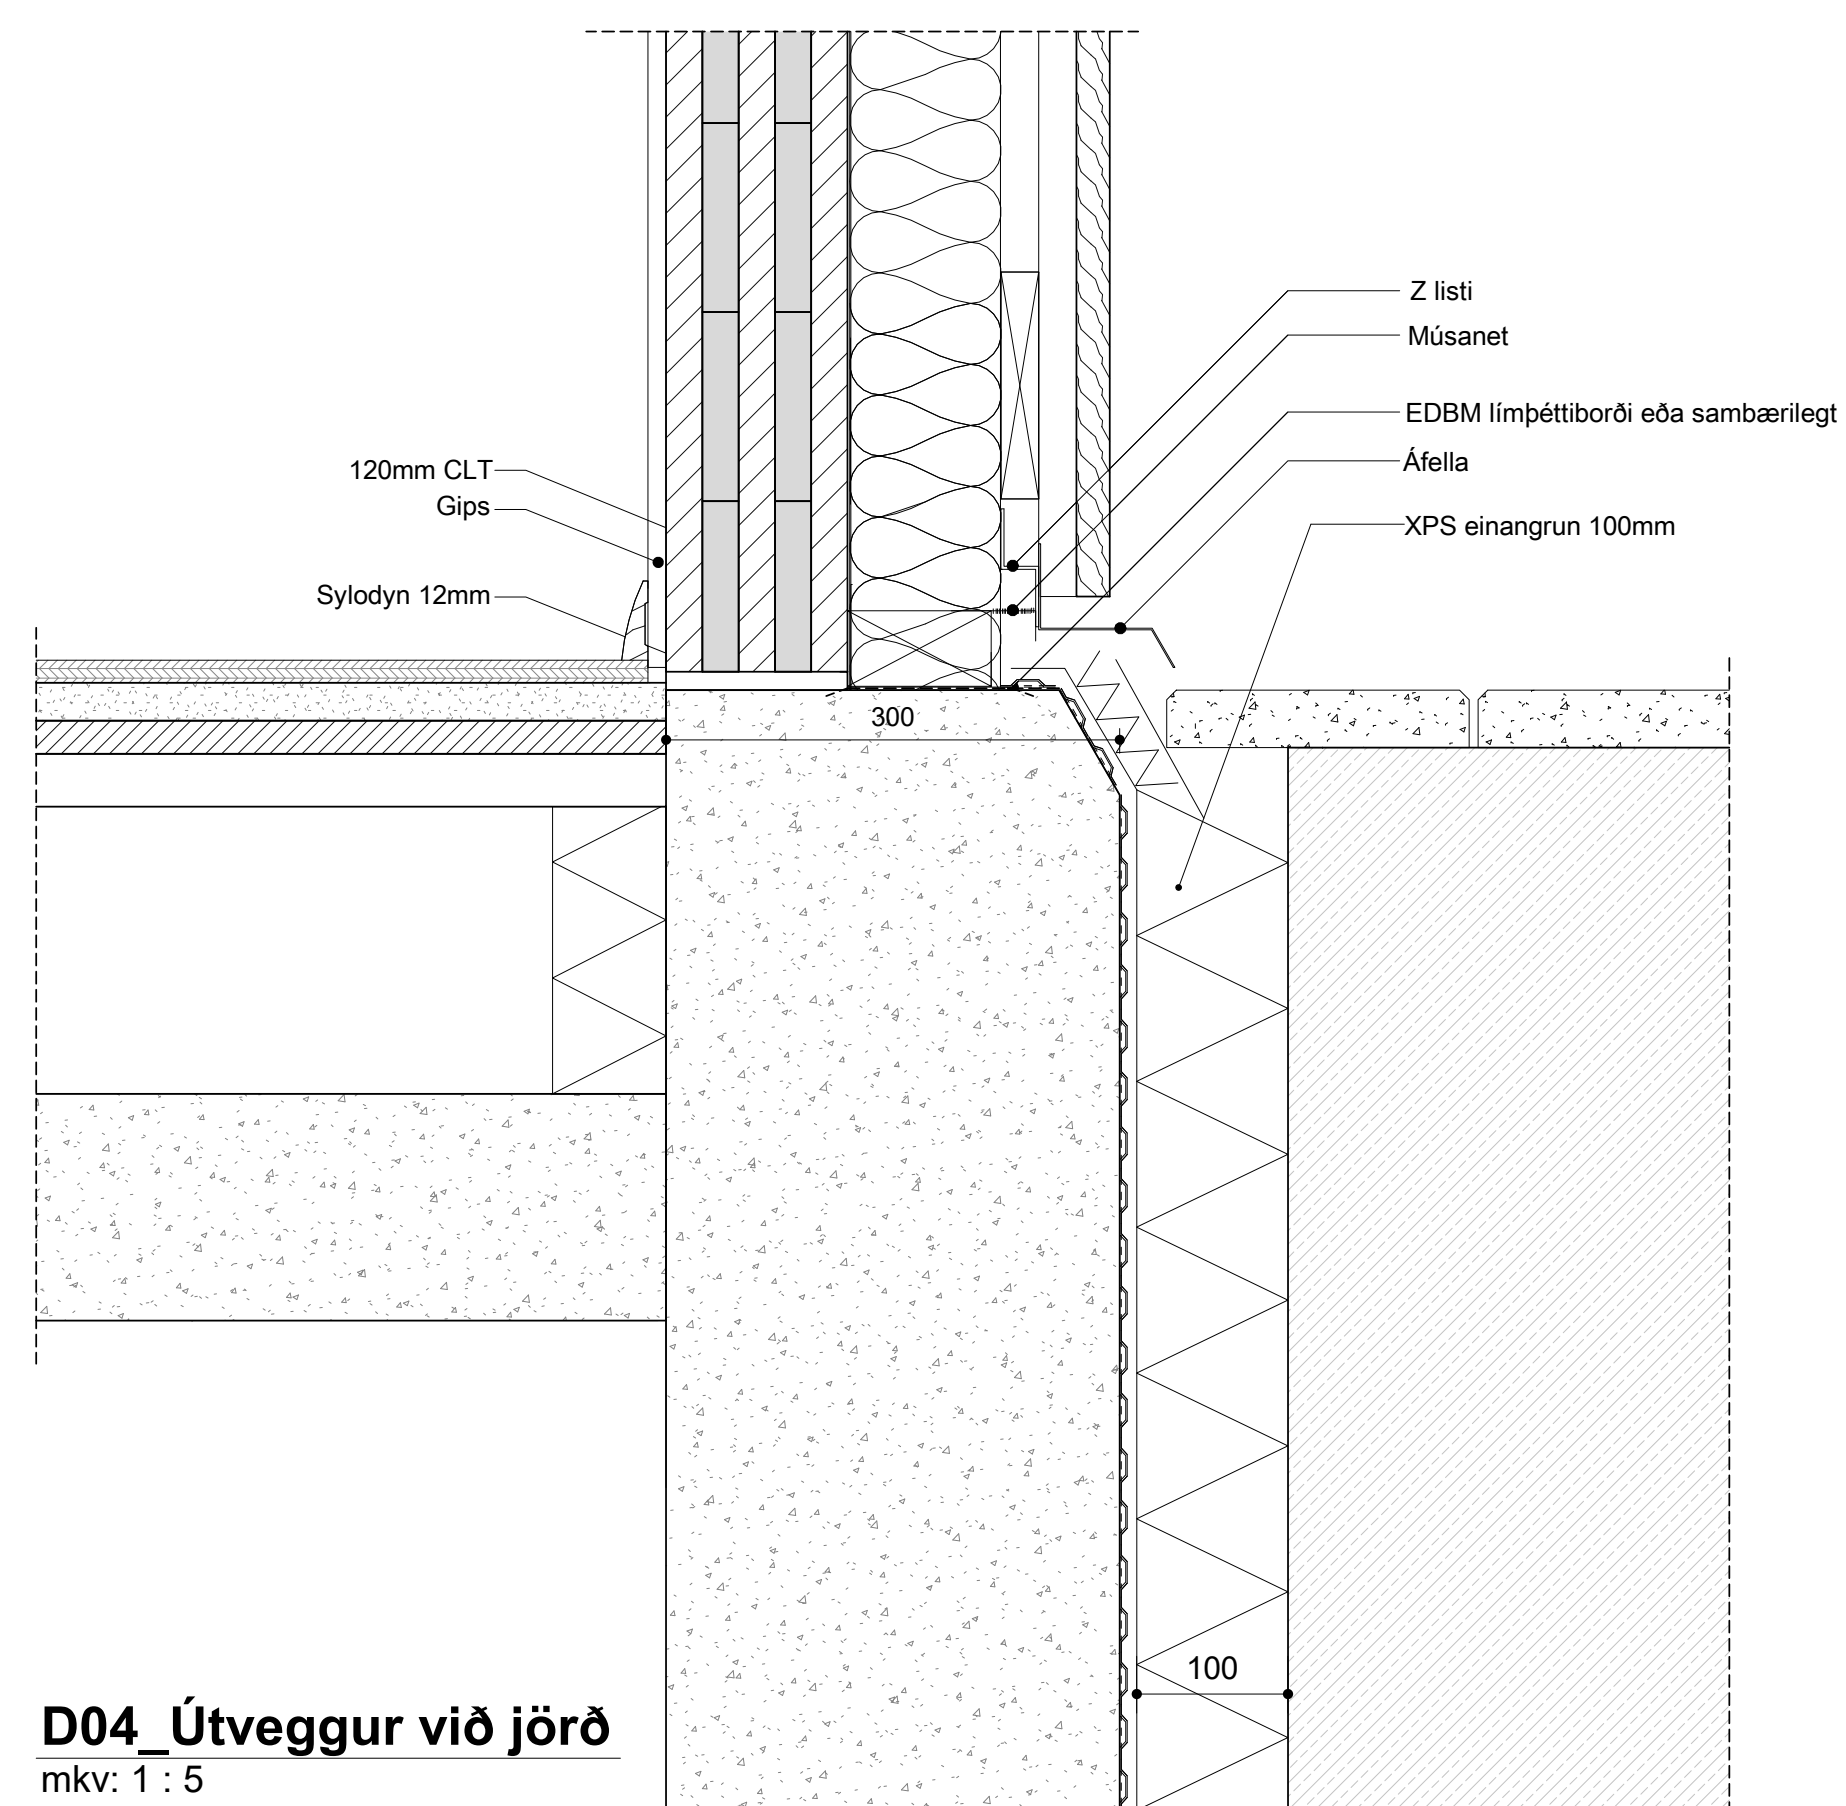 Z listi
Músanet
EDBM límþéttiborði eða sambærilegt
Áfella
XPS einangrun 100mm
120mm CLT
Gips
Sylodyn 12mm
300
100
D04_Útveggur við jörð
mkv: 1 : 5